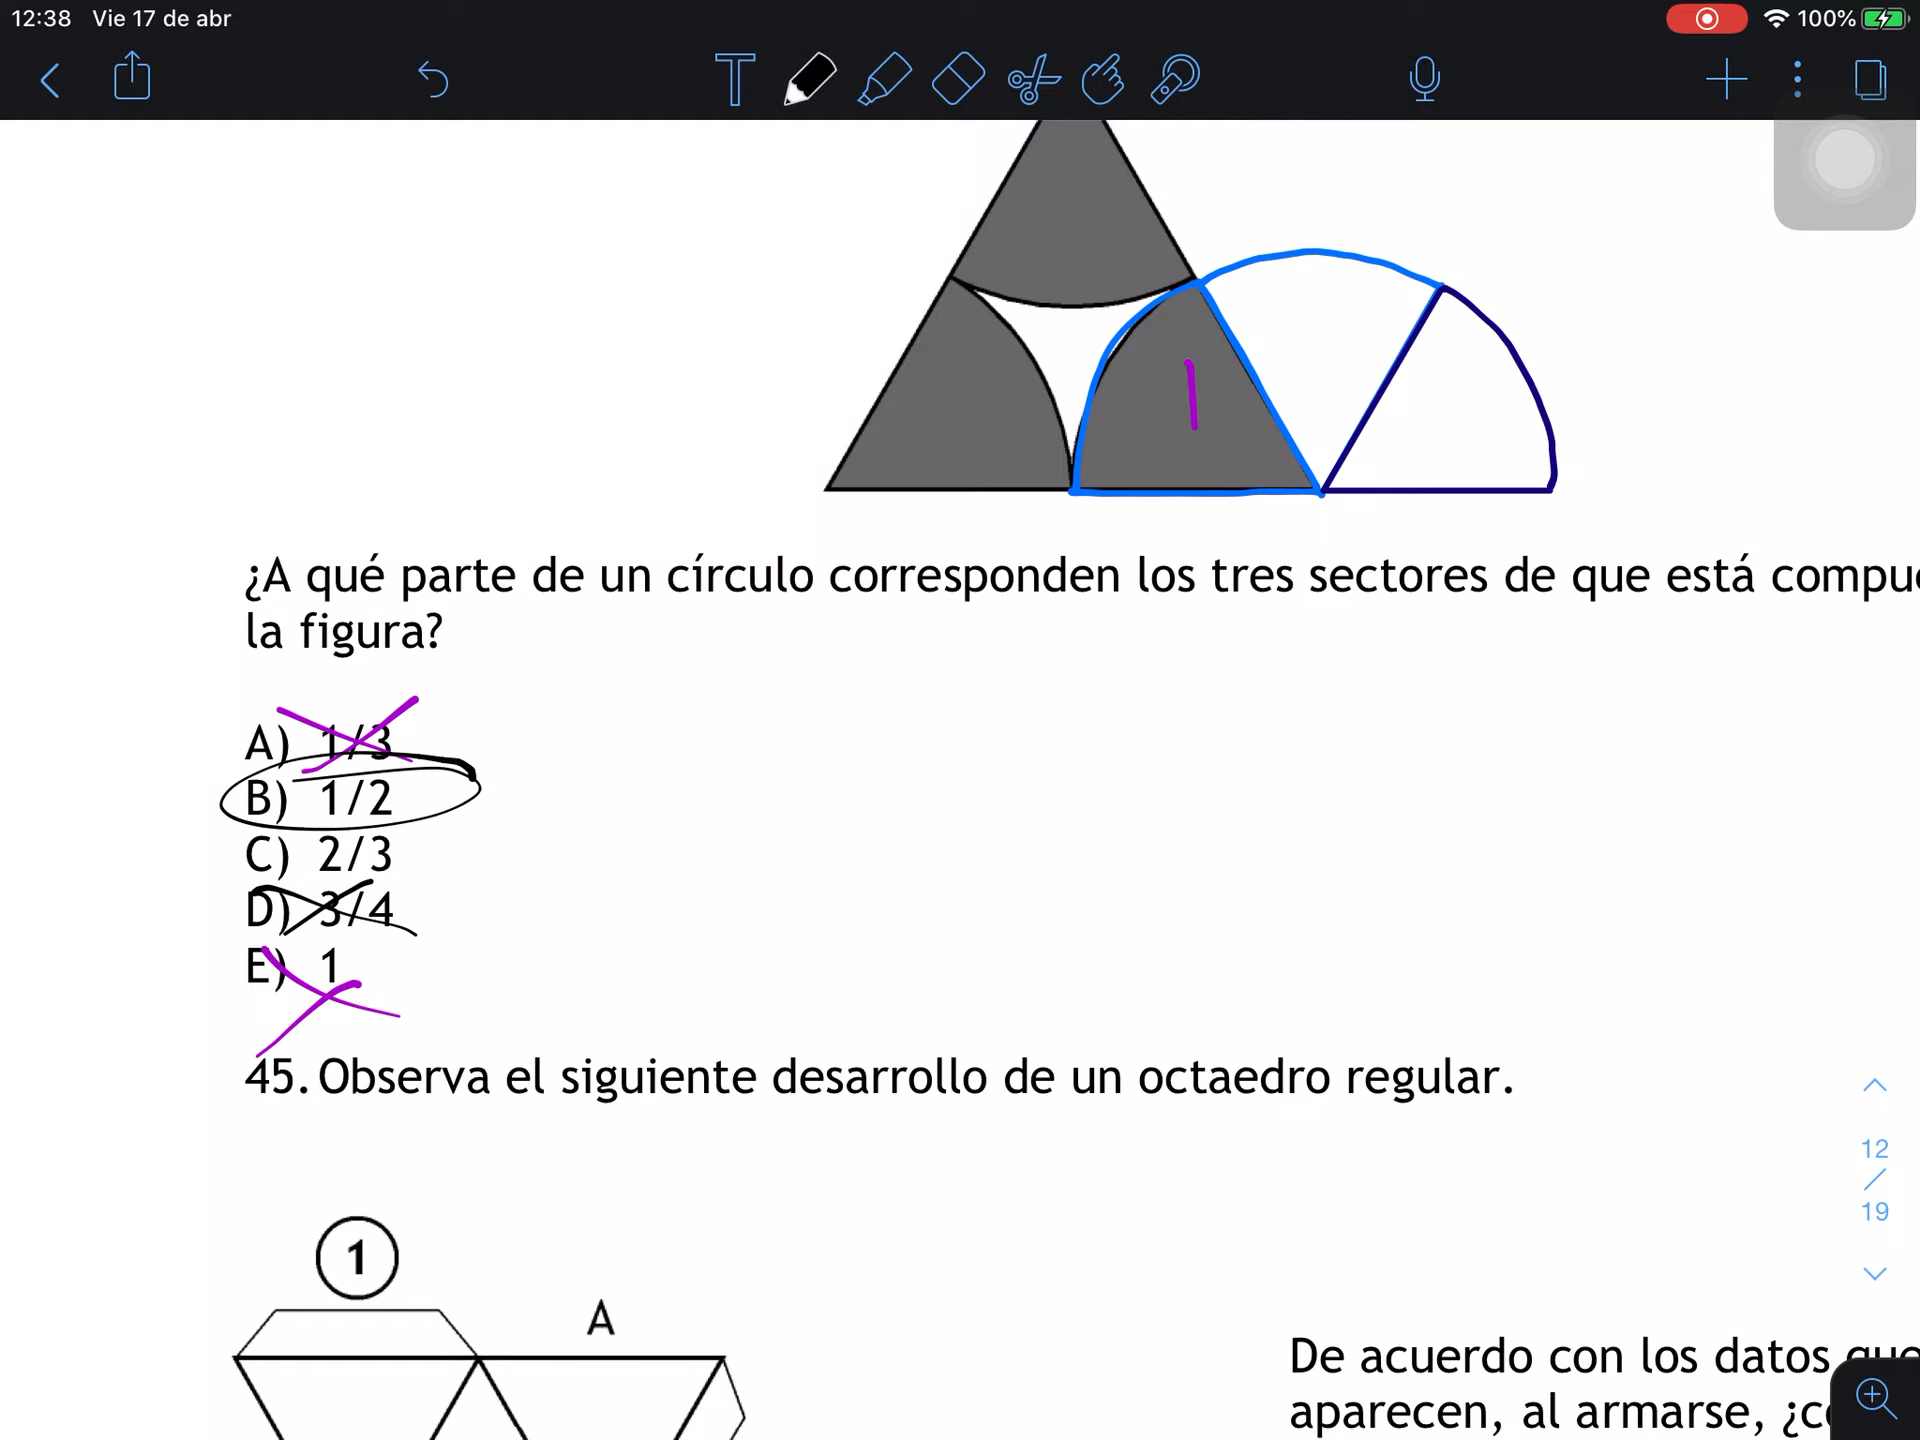 12:38 Vie 17 de abr
100%
1
¿A qué parte de un círculo corresponden los tres sectores de que está
la figura?
A) 1/3
B) 1/2
C) 2/3
D) 3/4
E) 1
45. Observa el siguiente desarrollo de un octaedro regular.
12
/
19
1
A
De acuerdo con los datos
aparecen, al armarse,